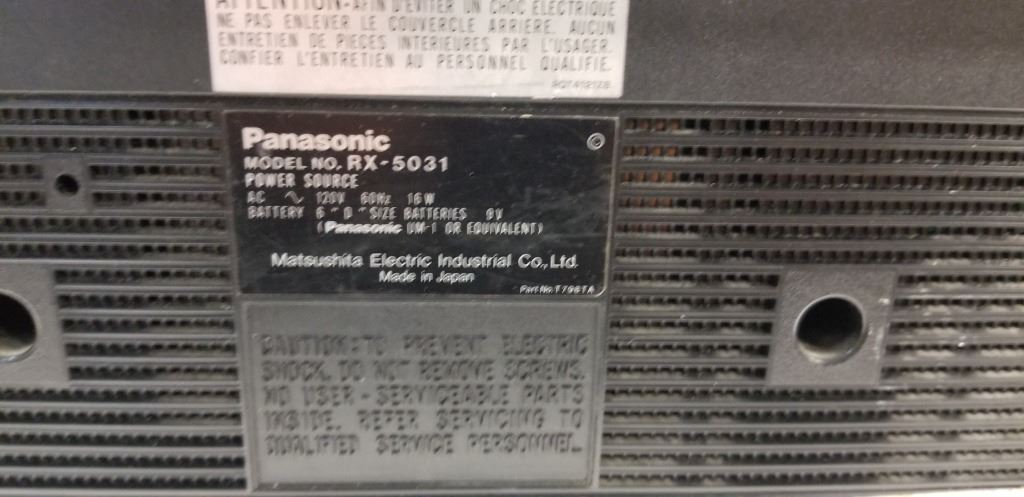 ATTENTION-AFIN D'EVITER UN CHOC ELECTRIQUE
NE PAS ENLEVER LE COUVERCLE ARRIERE. AUCUN
ENTRETIEN DE PIECES INTERIEURES PAR L'USAGER.
CONFIER L'ENTRETIEN AU PERSONNEL QUALIFIE.
Panasonic
MODEL NO. RX-5031
POWER SOURCE
AC ∿ 120V 60Hz 16W
BATTERY 6 "D" SIZE BATTERIES 9V
(Panasonic UM-1 OR EQUIVALENT)
Matsushita Electric Industrial Co., Ltd.
Made in Japan
Part No.
CAUTION: TO PREVENT ELECTRIC
SHOCK, DO NOT REMOVE SCREWS.
NO USER-SERVICEABLE PARTS
INSIDE. REFER SERVICING TO
QUALIFIED SERVICE PERSONNEL.